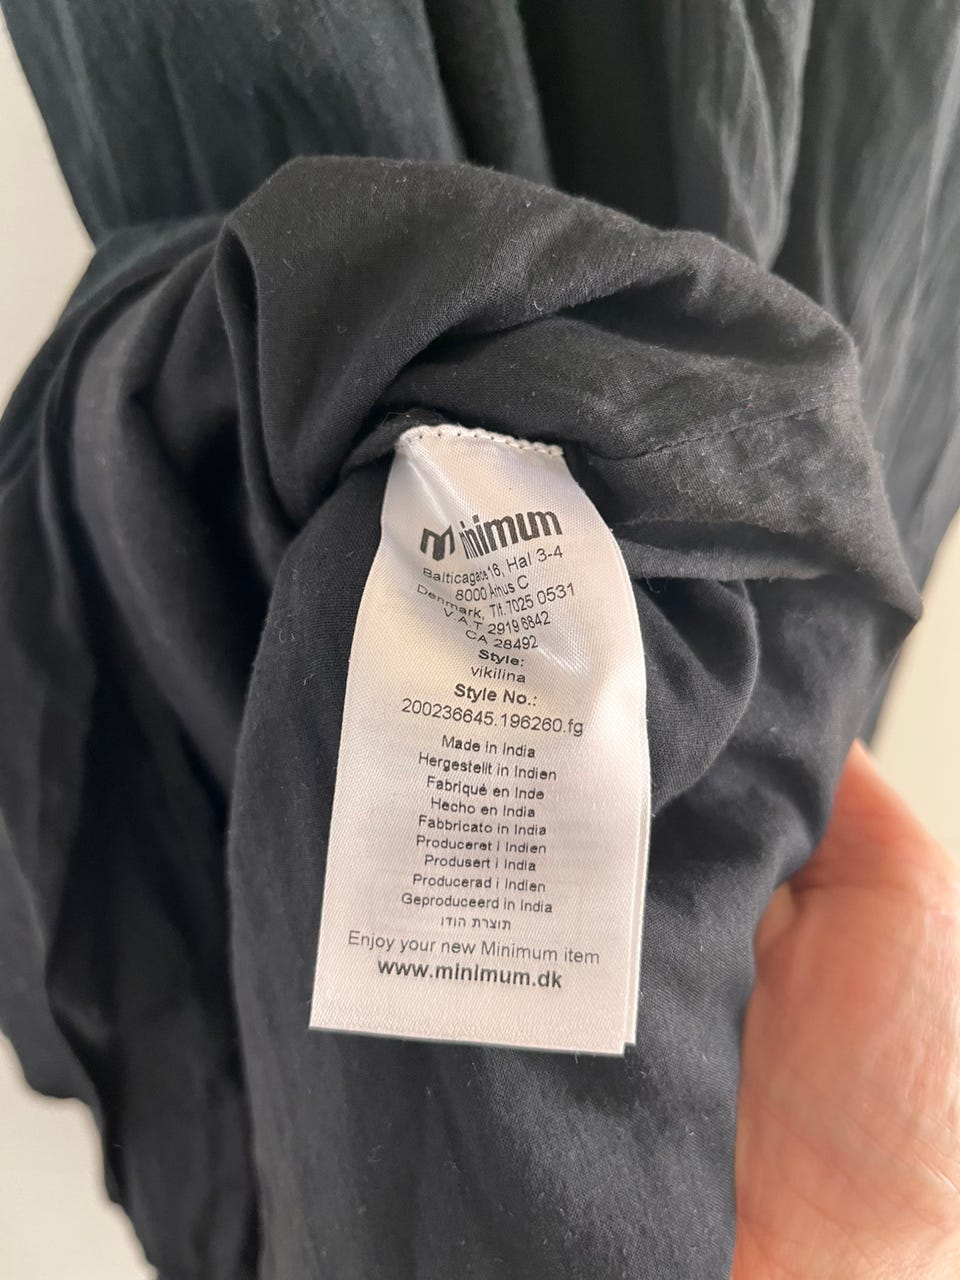 minimum
Balticagade 16, Hal 3-4
8000 Århus C
Denmark, Tlf. 7025 0531
V.A.T 2919 6842
CA 28492
Style:
vikilina
Style No.:
200236645.196260.fg
Made in India
Hergestellt in Indien
Fabriqué en Inde
Hecho en India
Fabbricato in India
Produceret i Indien
Produsert i India
Producerad i Indien
Geproduceerd in India
תוצרת הודו
Enjoy your new Minimum item
www.minimum.dk